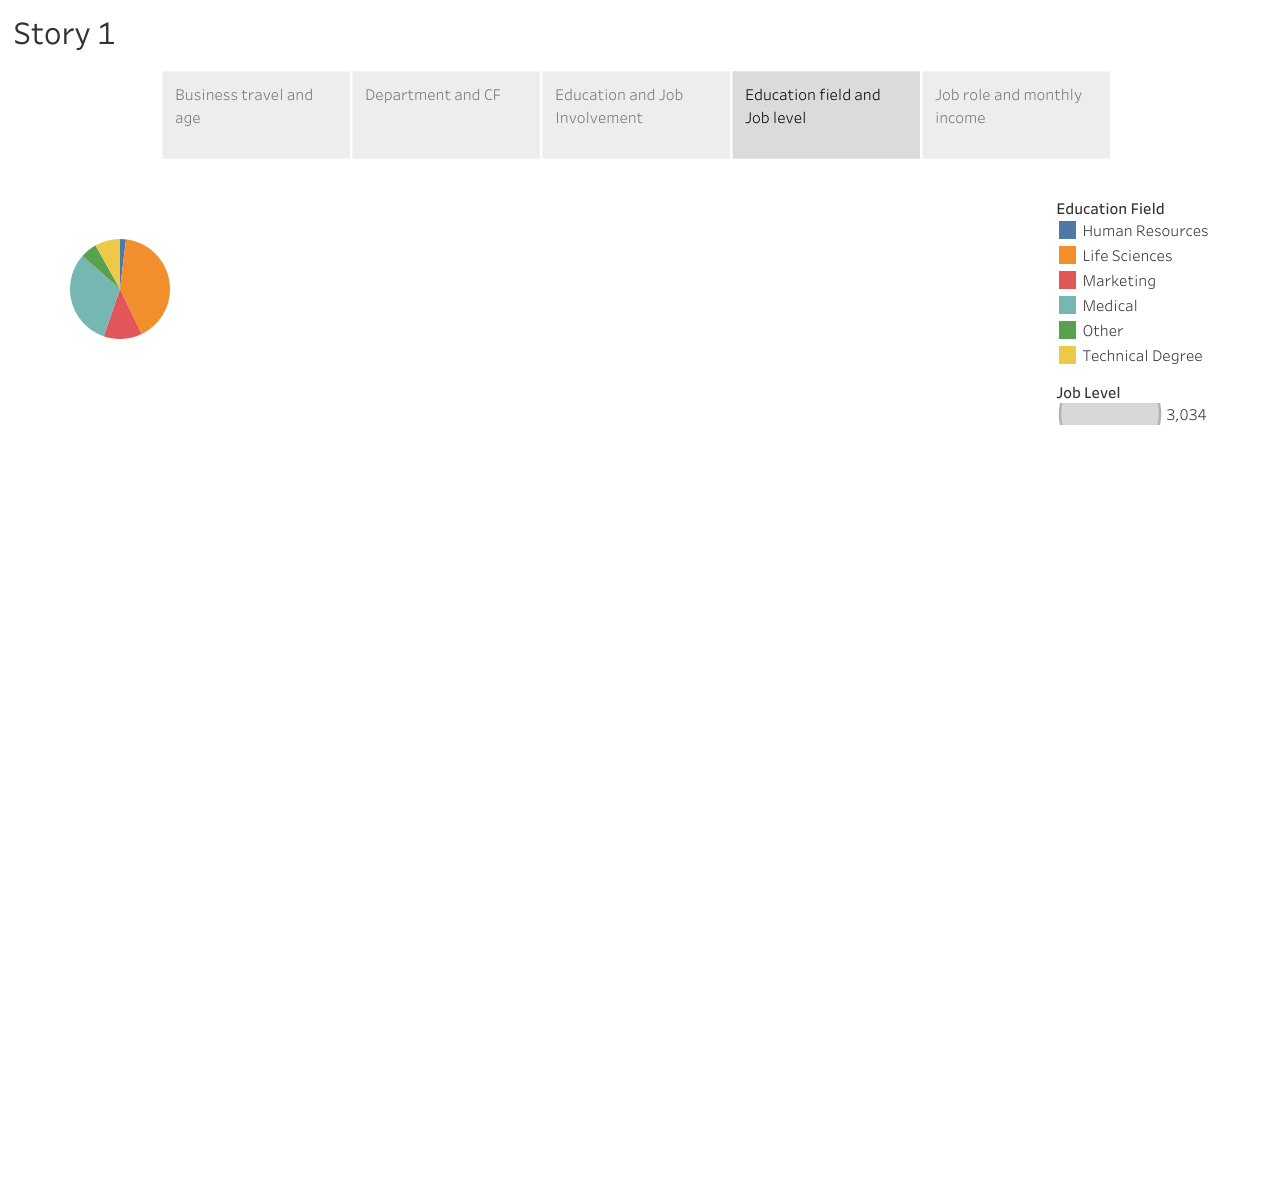 Story 1
Business travel and
age
Department and CF
Education and Job
Involvement
Education field and
Job level
Job role and monthly
income
Education Field
Human Resources
Life Sciences
Marketing
Medical
Other
Technical Degree
Job Level
3,034